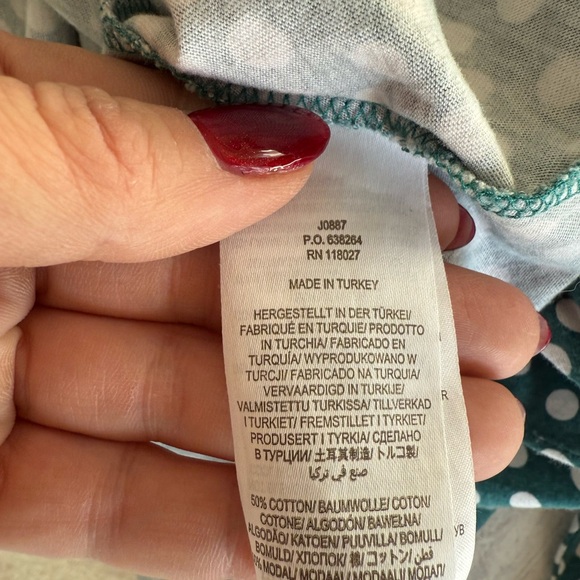 J0887
P.O. 638264
RN 118027
MADE IN TURKEY
HERGESTELLT IN DER TÜRKEI/
FABRIQUÉ EN TURQUIE/ PRODOTTO
IN TURCHIA/ FABRICADO EN
TURQUÍA/ WYPRODUKOWANO W
TURCJI/ FABRICADO NA TURQUIA/
VERVAARDIGD IN TURKIJE/
VALMISTETTU TURKISSA/ TILLVERKAD
I TURKIET/ FREMSTILLET I TYRKIET/
PRODUSERT I TYRKIA/ СДЕЛАНО
В ТУРЦИИ/ 土耳其制造/ トルコ製/
صنع في تركيا
COTTON/ BAUMWOLLE/ COTON/
COTONE/ ALGODÓN/ BAWEŁNA/
ALGODÃO/ KATOEN/ PUUVILLA/ BOMULL/
BOMULD/ ХЛОПОК/ 棉/ コットン/ قطن/
MODAL/ MODAAL/ MODAALI/